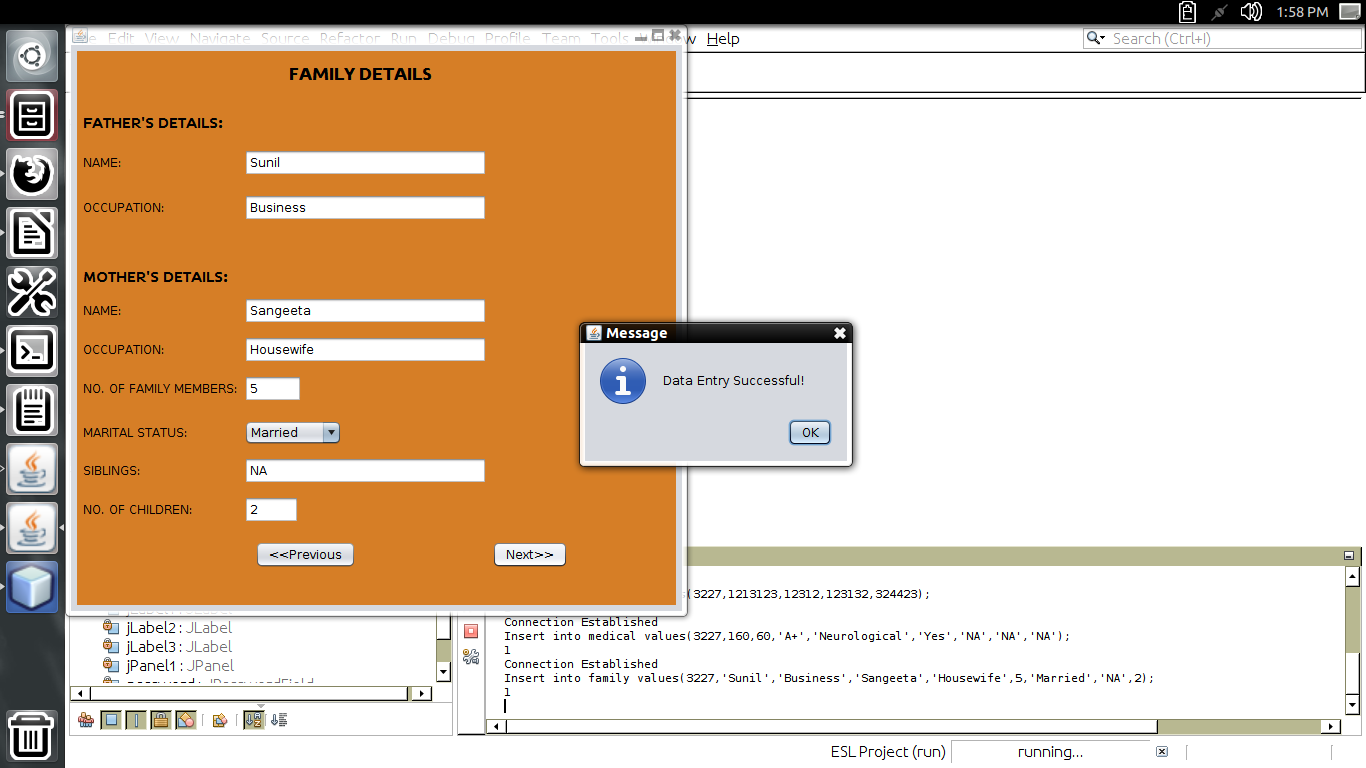 1:58 PM
Edit View Navigate Source Refactor Run Debug Profile Team Tools Help
Search (Ctrl+I)
FAMILY DETAILS
FATHER'S DETAILS:
NAME: Sunil
OCCUPATION: Business
MOTHER'S DETAILS:
NAME: Sangeeta
OCCUPATION: Housewife
NO. OF FAMILY MEMBERS: 5
MARITAL STATUS: Married
SIBLINGS: NA
NO. OF CHILDREN: 2
<<Previous Next>>
Message
Data Entry Successful!
OK
jLabel2 : JLabel
jLabel3 : JLabel
jPanel1 : JPanel
(3227,1213123,12312,123132,324423);
Connection Established
Insert into medical values(3227,160,60,'A+','Neurological','Yes','NA','NA','NA');
1
Connection Established
Insert into family values(3227,'Sunil','Business','Sangeeta','Housewife',5,'Married','NA',2);
1
ESL Project (run) running...